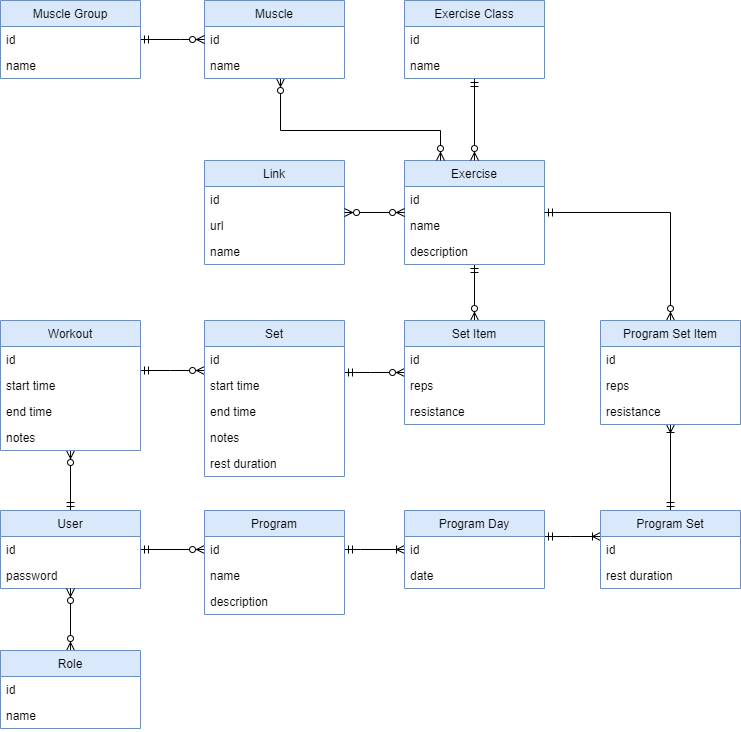 Muscle Group
id
name
Muscle
id
name
Exercise Class
id
name
Link
id
url
name
Exercise
id
name
description
Workout
id
start time
end time
notes
Set
id
start time
end time
notes
rest duration
Set Item
id
reps
resistance
Program Set Item
id
reps
resistance
User
id
password
Program
id
name
description
Program Day
id
date
Program Set
id
rest duration
Role
id
name